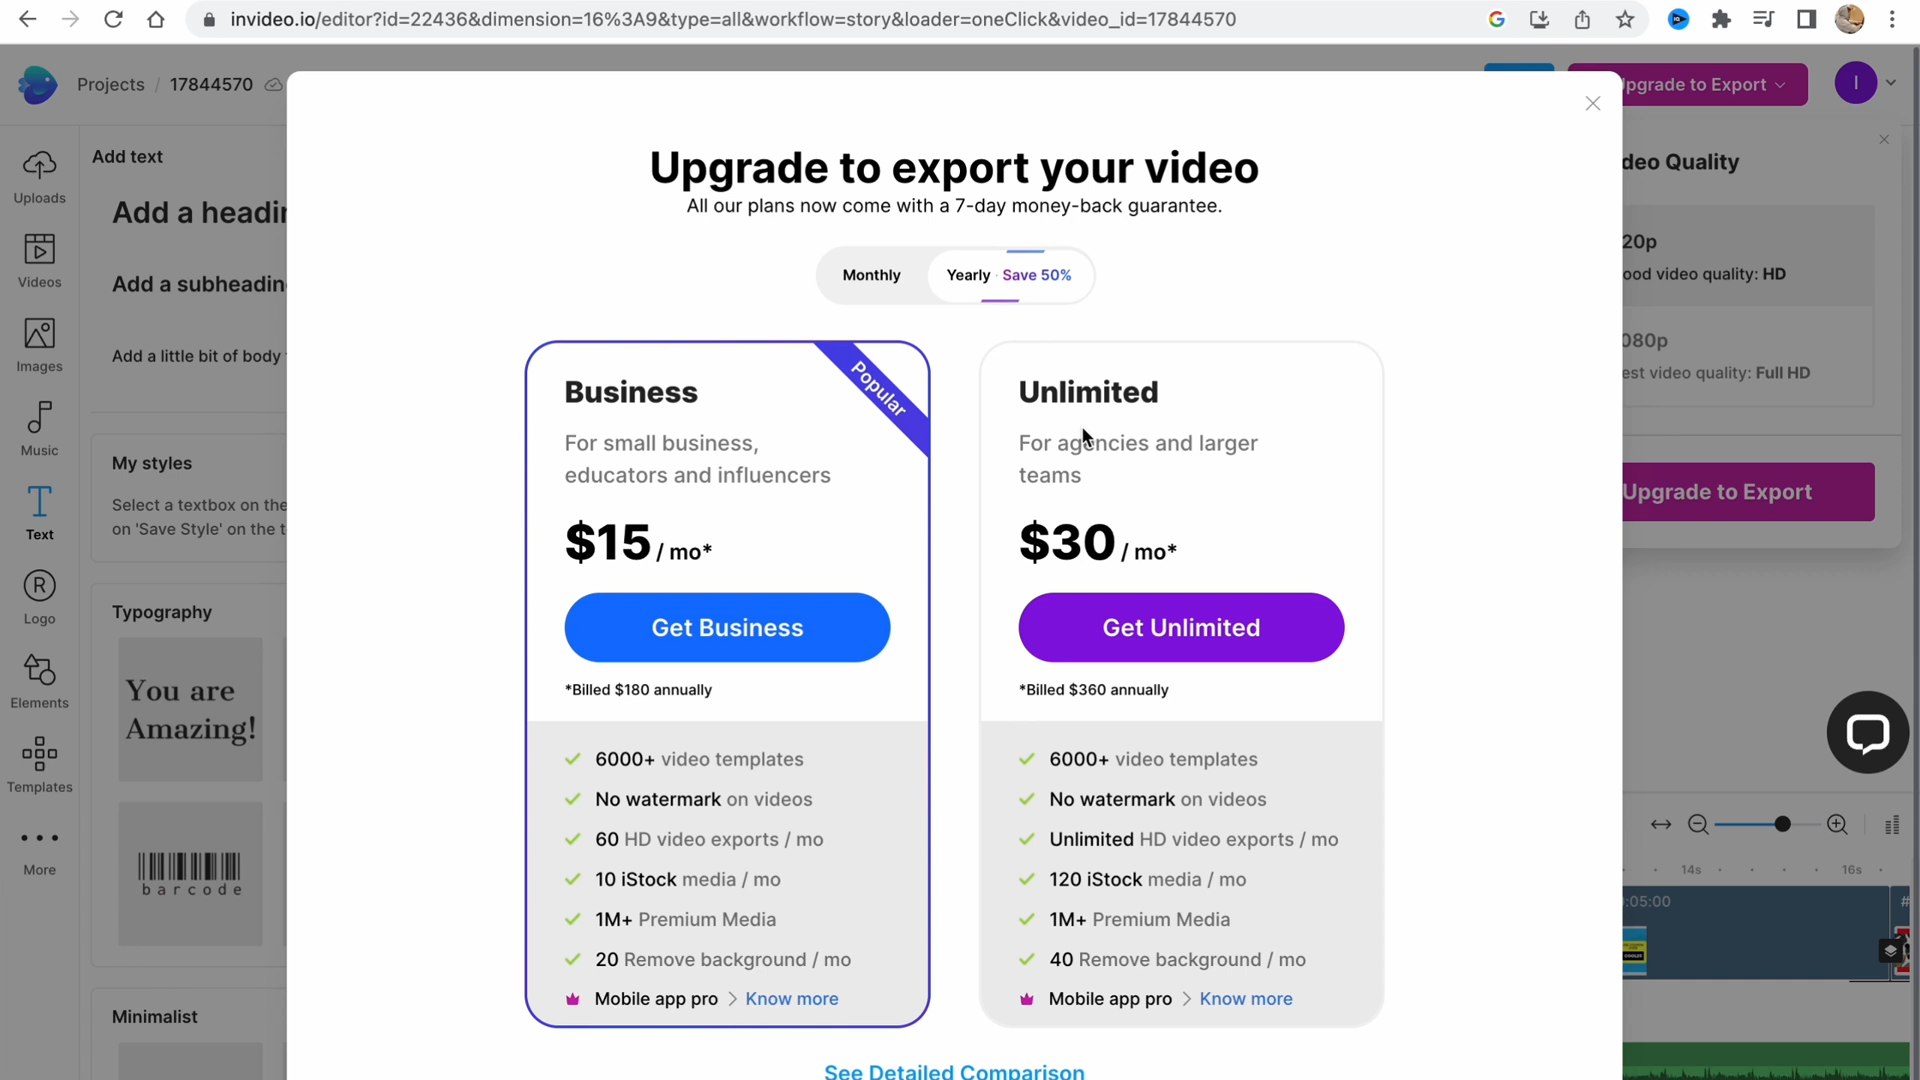 invideo.io/editor?id=22436&dimension=16%3A9&type=all&workflow=story&loader=oneClick&video_id=17844570
Projects / 17844570
pgrade to Export
I
Uploads
Videos
Images
Music
Text
Logo
Elements
Templates
More
Add text
Add a headi
Add a subheadin
Add a little bit of body
My styles
Select a textbox on the
on 'Save Style' on the t
Typography
You are
Amazing!
barcode
Minimalist
Upgrade to export your video
All our plans now come with a 7-day money-back guarantee.
Monthly
Yearly · Save 50%
Popular
Business
For small business,
educators and influencers
$15 / mo*
Get Business
*Billed $180 annually
6000+ video templates
No watermark on videos
60 HD video exports / mo
10 iStock media / mo
1M+ Premium Media
20 Remove background / mo
Mobile app pro > Know more
Unlimited
For agencies and larger
teams
$30 / mo*
Get Unlimited
*Billed $360 annually
6000+ video templates
No watermark on videos
Unlimited HD video exports / mo
120 iStock media / mo
1M+ Premium Media
40 Remove background / mo
Mobile app pro > Know more
See Detailed Comparison
deo Quality
20p
ood video quality: HD
080p
est video quality: Full HD
Upgrade to Export
14s
16s
:05:00
#